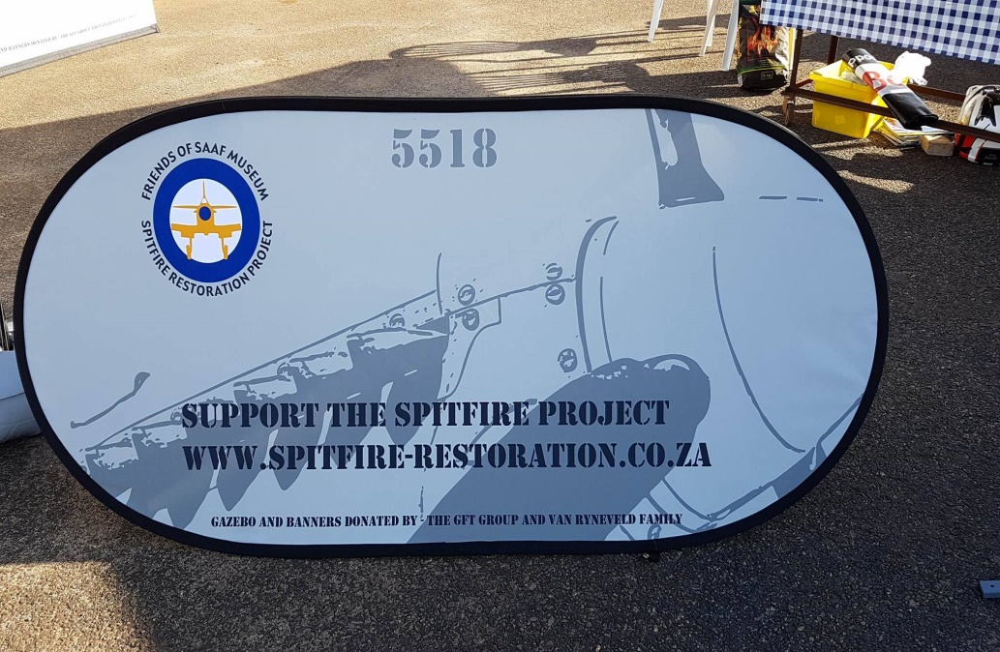 5518
FRIENDS OF SAAF MUSEUM
SPITFIRE RESTORATION PROJECT
SUPPORT THE SPITFIRE PROJECT
WWW.SPITFIRE-RESTORATION.CO.ZA
GAZEBO AND BANNERS DONATED BY - THE GFT GROUP AND VAN RYNEVELD FAMILY